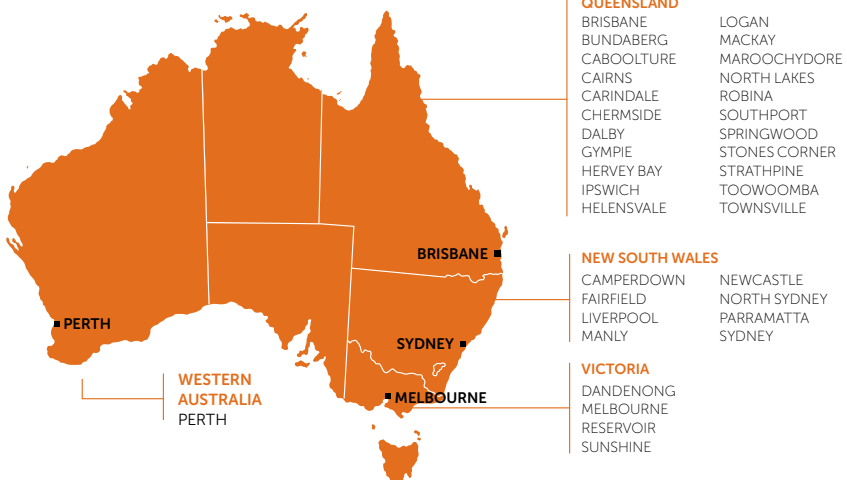 QUEENSLAND
BRISBANE
BUNDABERG
CABOOLTURE
CAIRNS
CARINDALE
CHERMSIDE
DALBY
GYMPIE
HERVEY BAY
IPSWICH
HELENSVALE
LOGAN
MACKAY
MAROOCHYDORE
NORTH LAKES
ROBINA
SOUTHPORT
SPRINGWOOD
STONES CORNER
STRATHPINE
TOOWOOMBA
TOWNSVILLE
BRISBANE
NEW SOUTH WALES
CAMPERDOWN
FAIRFIELD
LIVERPOOL
MANLY
NEWCASTLE
NORTH SYDNEY
PARRAMATTA
SYDNEY
PERTH
SYDNEY
VICTORIA
DANDENONG
MELBOURNE
RESERVOIR
SUNSHINE
MELBOURNE
WESTERN
AUSTRALIA
PERTH